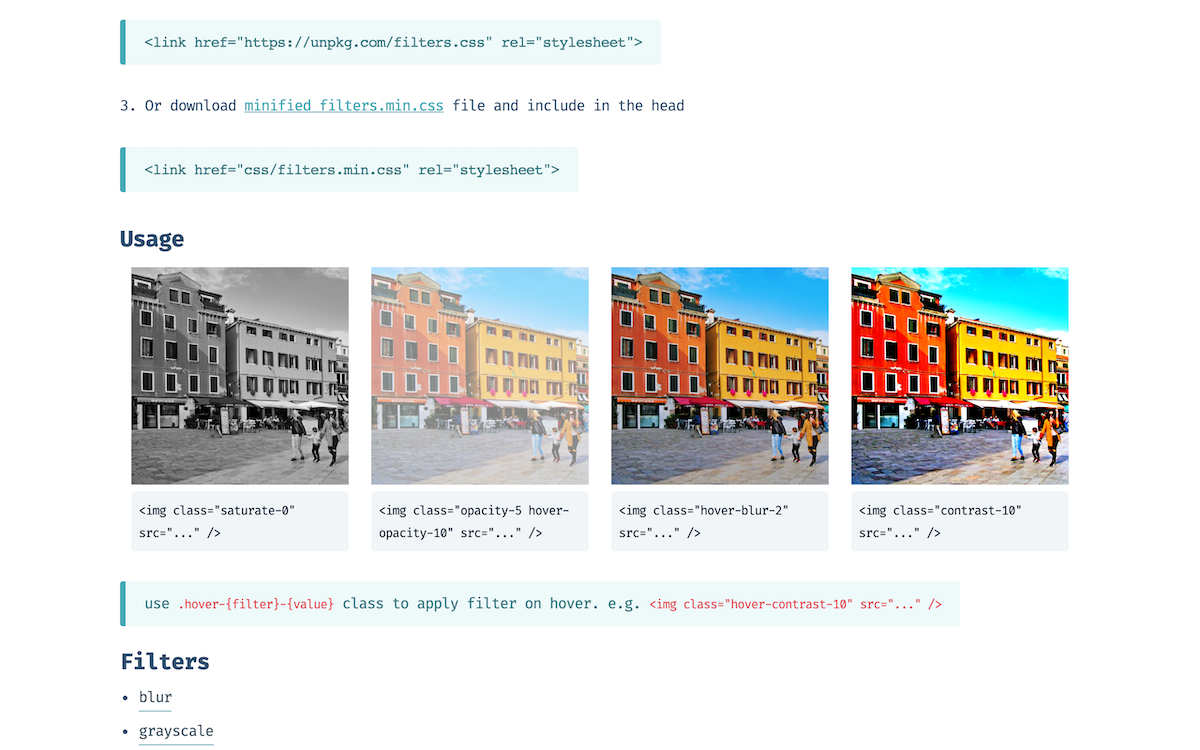 <link href="https://unpkg.com/filters.css" rel="stylesheet">
3. Or download minified filters.min.css file and include in the head
<link href="css/filters.min.css" rel="stylesheet">
Usage
<img class="saturate-0"
src="..." />
<img class="opacity-5 hover-
opacity-10" src="..." />
<img class="hover-blur-2"
src="..." />
<img class="contrast-10"
src="..." />
use .hover-{filter}-{value} class to apply filter on hover. e.g. <img class="hover-contrast-10" src="..." />
Filters
• blur
• grayscale